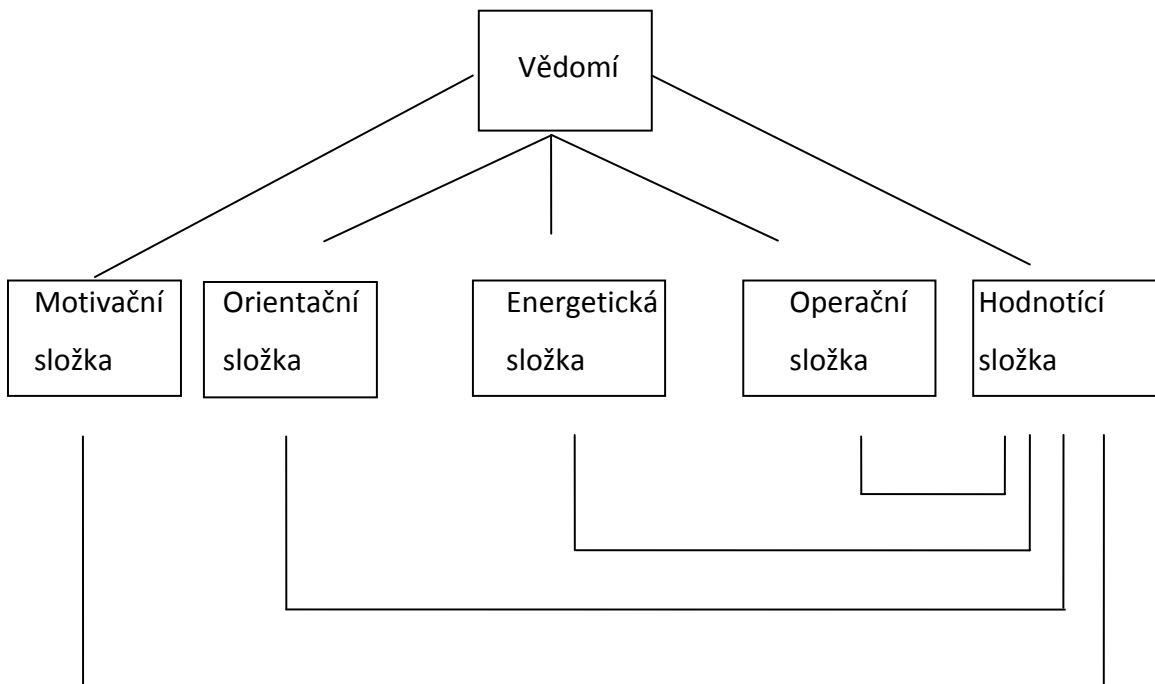 Vědomí
Motivační
složka
Orientační
složka
Energetická
složka
Operační
složka
Hodnotící
složka